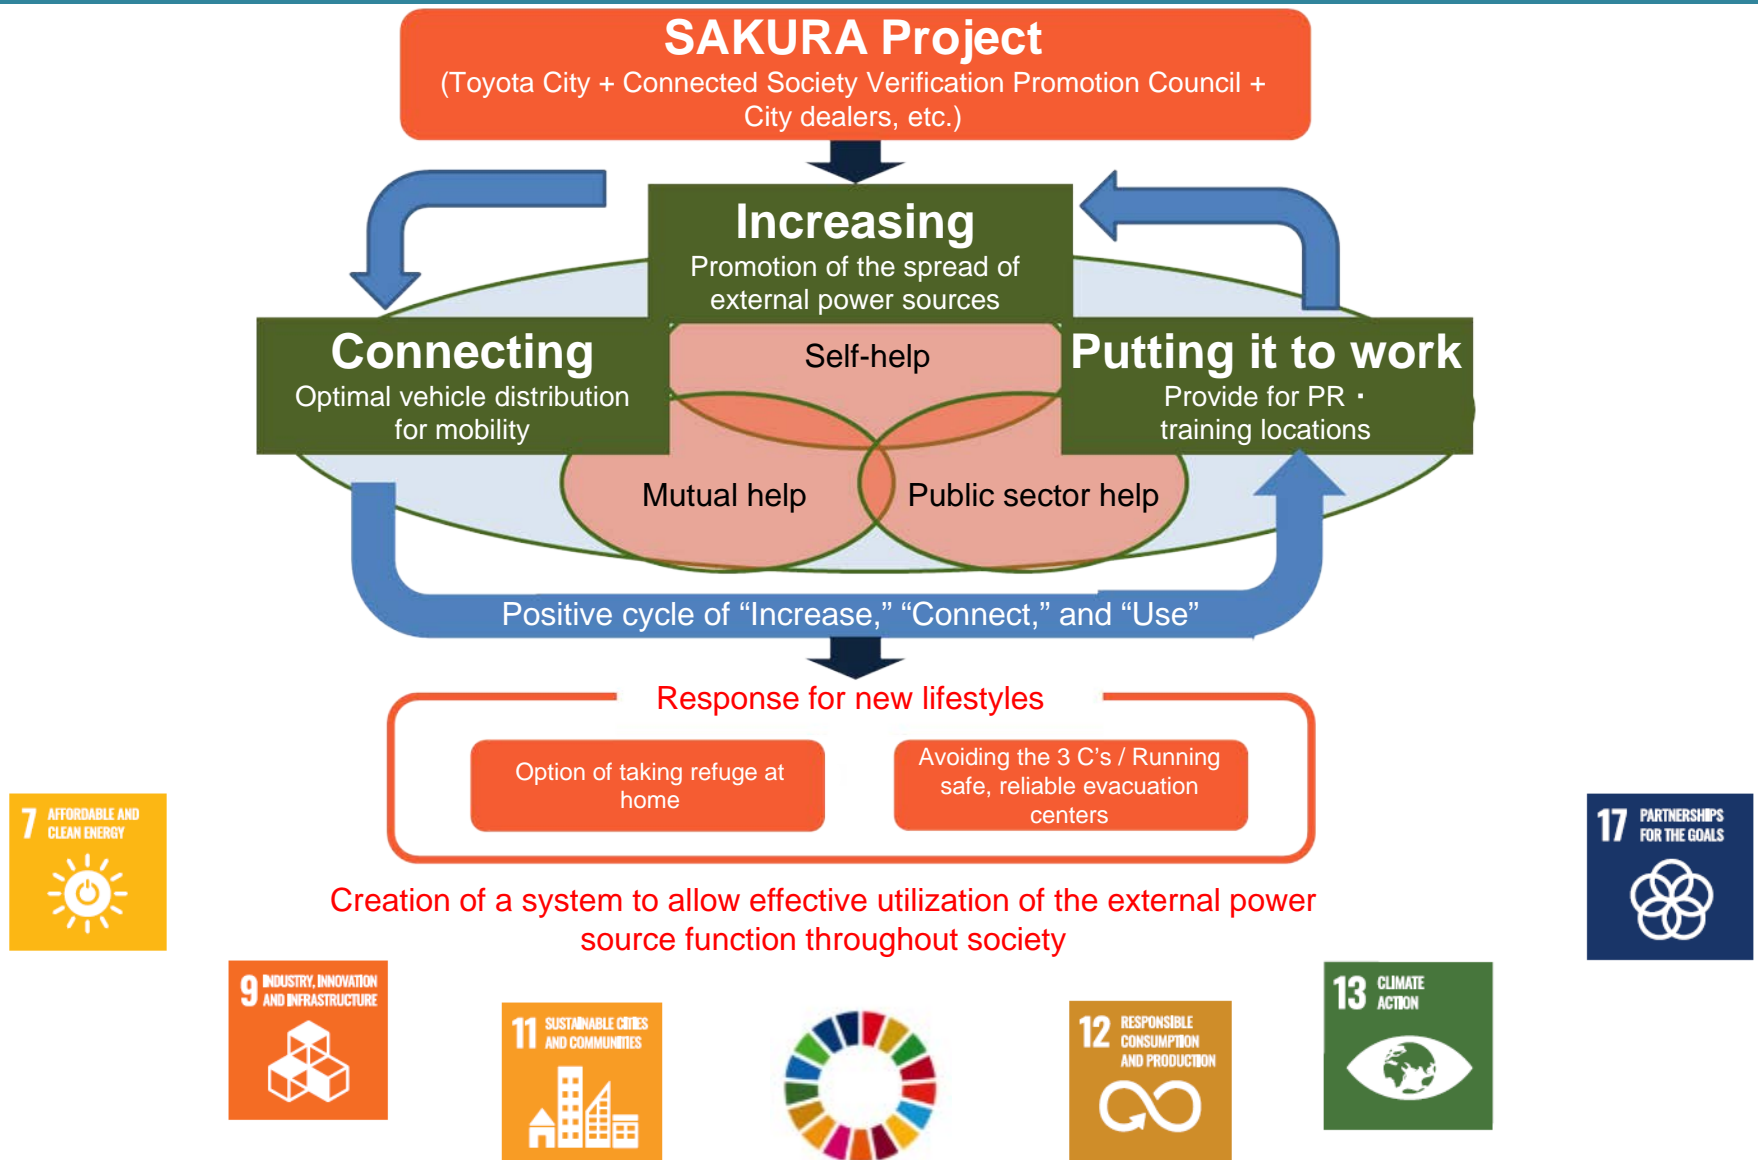 SAKURA Project
(Toyota City + Connected Society Verification Promotion Council +
City dealers, etc.)
Increasing
Promotion of the spread of
external power sources
Connecting
Optimal vehicle distribution
for mobility
Self-help
Putting it to work
Provide for PR・
training locations
Mutual help
Public sector help
Positive cycle of “Increase,” “Connect,” and “Use”
Response for new lifestyles
Option of taking refuge at
home
Avoiding the 3 C's / Running
safe, reliable evacuation
centers
Creation of a system to allow effective utilization of the external power
source function throughout society
7 AFFORDABLE AND
CLEAN ENERGY
9 INDUSTRY, INNOVATION
AND INFRASTRUCTURE
11 SUSTAINABLE CITIES
AND COMMUNITIES
12 RESPONSIBLE
CONSUMPTION
AND PRODUCTION
13 CLIMATE
ACTION
17 PARTNERSHIPS
FOR THE GOALS